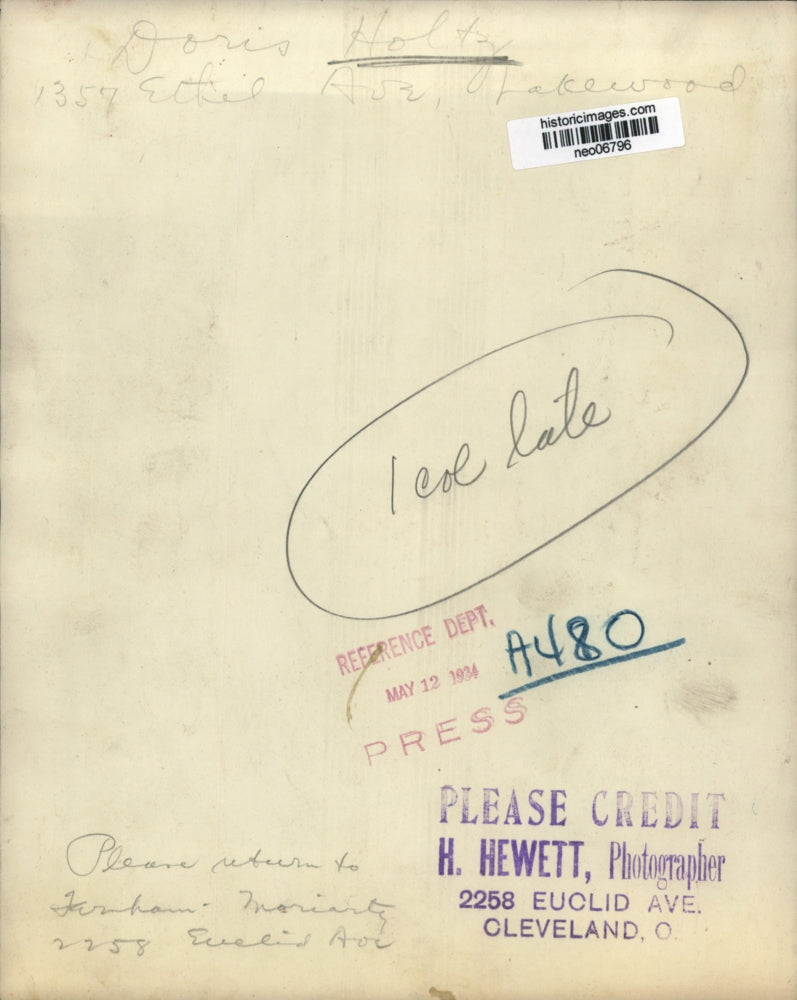 Doris Holtz
1357 Ethel Ave, Lakewood
historicimages.com
neo06796
1 col late
REFERENCE DEPT.
MAY 12 1934
PRESS
A480
PLEASE CREDIT
H. HEWETT, Photographer
2258 EUCLID AVE.
CLEVELAND, O.
Please return to
Farnham - Moriarty
2258 Euclid Ave